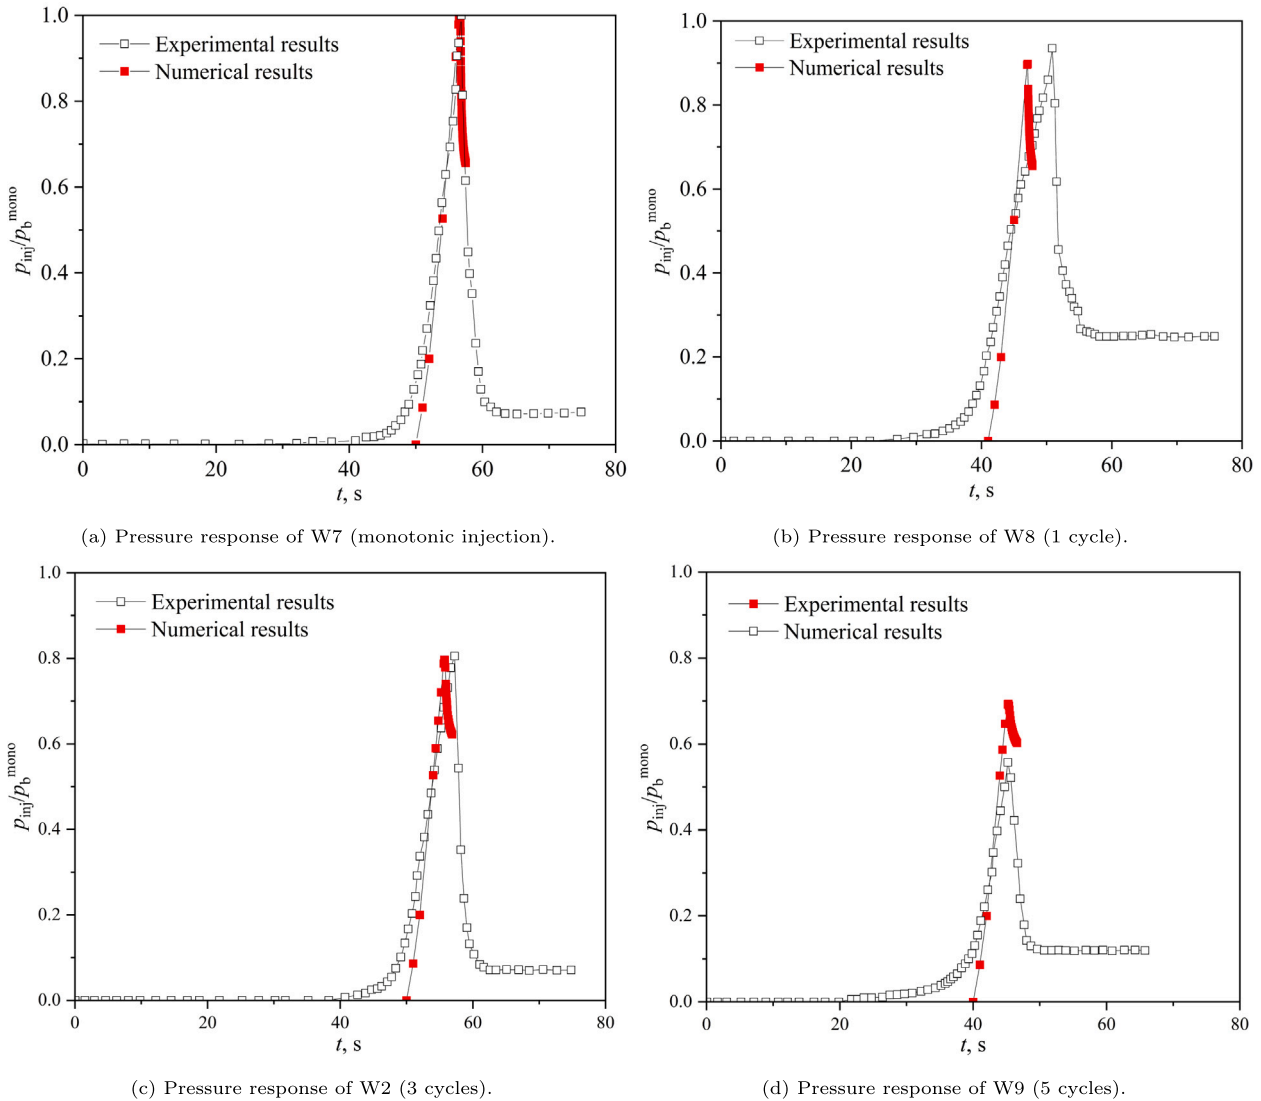 1.0
0.8
0.6
0.4
0.2
0.0
p_inj/p_b^mono
Experimental results
Numerical results
0 20 40 60 80
t, s
(a) Pressure response of W7 (monotonic injection).
1.0
0.8
0.6
0.4
0.2
0.0
p_inj/p_b^mono
Experimental results
Numerical results
0 20 40 60 80
t, s
(b) Pressure response of W8 (1 cycle).
1.0
0.8
0.6
0.4
0.2
0.0
p_inj/p_b^mono
Experimental results
Numerical results
0 20 40 60 80
t, s
(c) Pressure response of W2 (3 cycles).
1.0
0.8
0.6
0.4
0.2
0.0
p_inj/p_b^mono
Experimental results
Numerical results
0 20 40 60 80
t, s
(d) Pressure response of W9 (5 cycles).